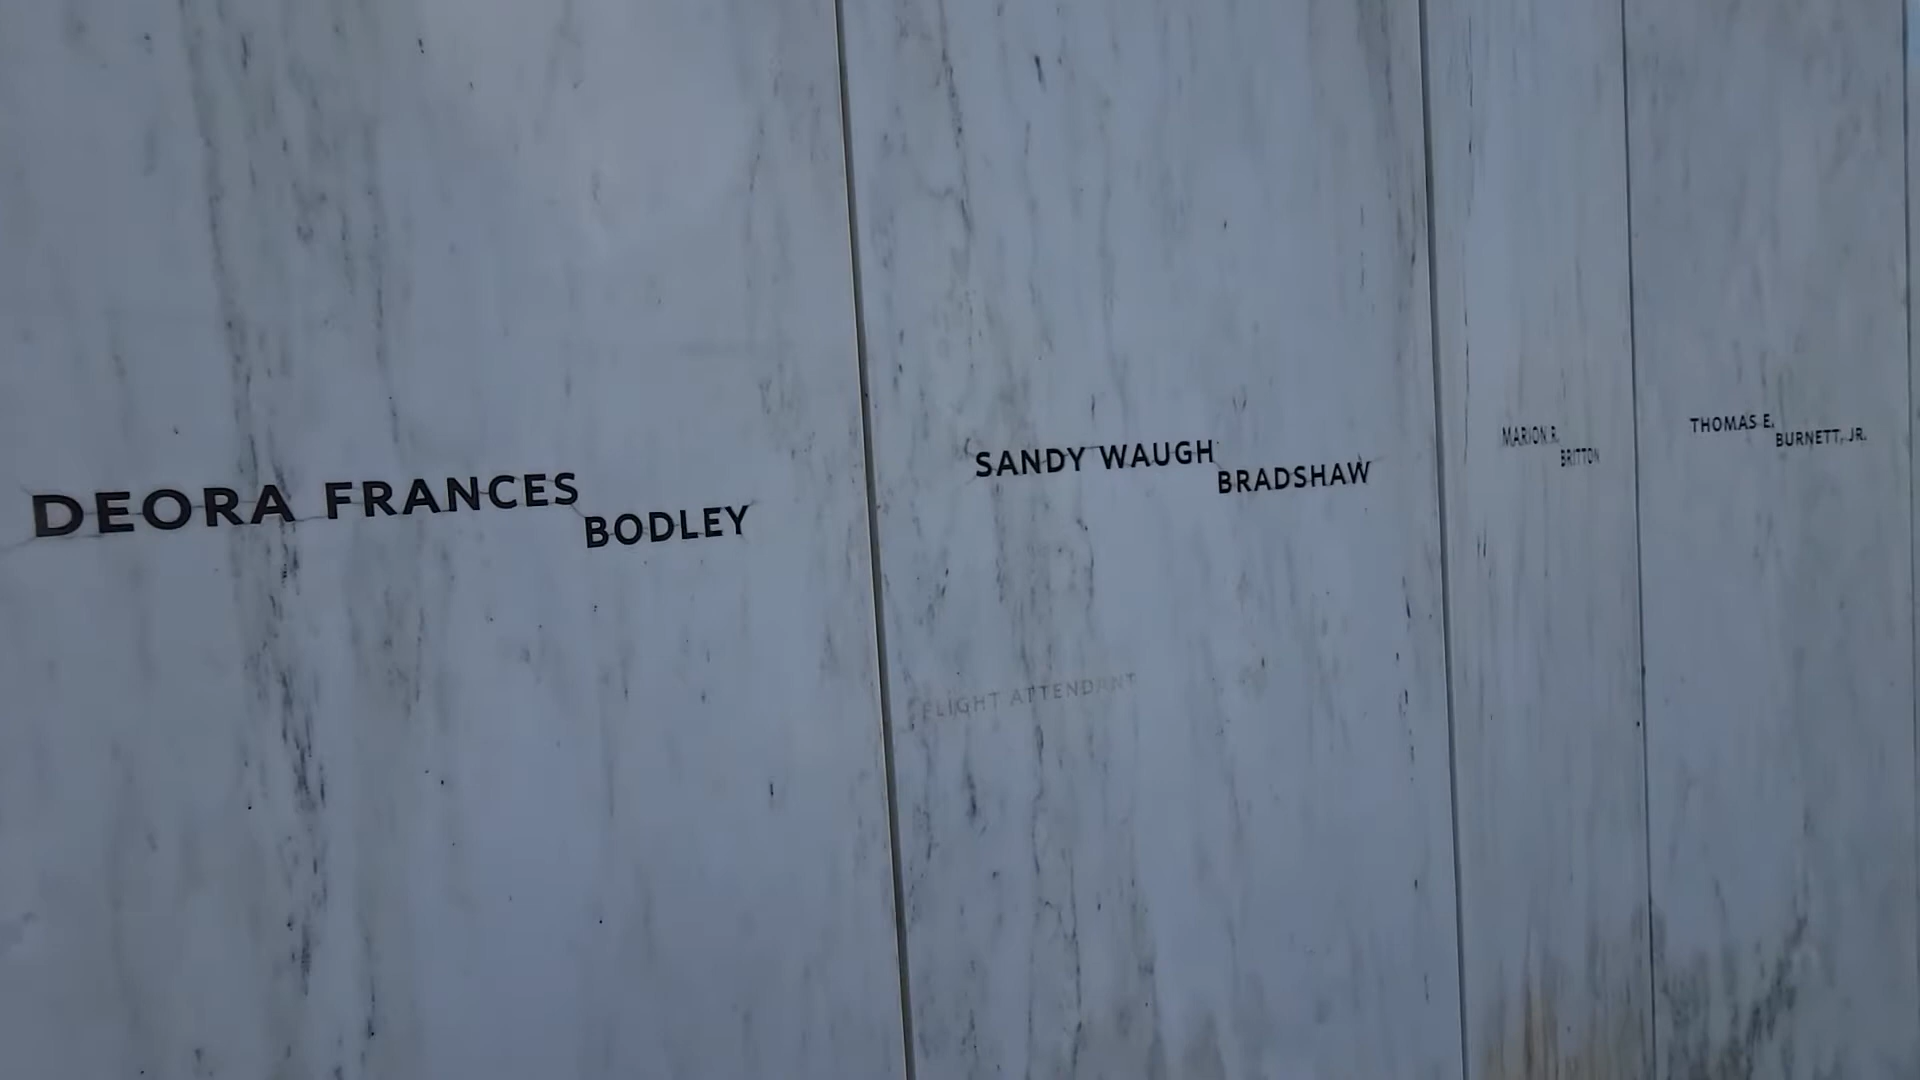 DEORA FRANCES
BODLEY
SANDY WAUGH
BRADSHAW
FLIGHT ATTENDANT
MARION R.
BRITTON
THOMAS E.
BURNETT, JR.